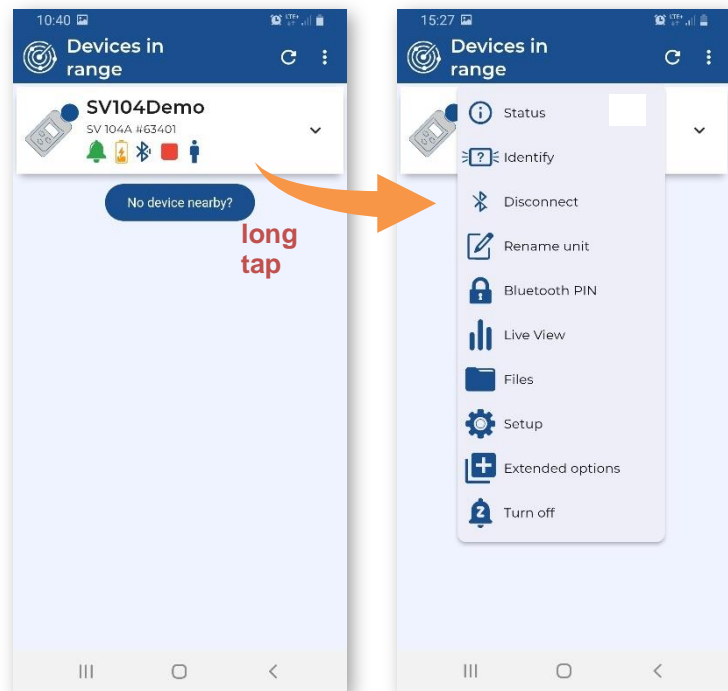 10:40
Devices in
range
SV104Demo
SV 104A #63401
No device nearby?
long
tap
15:27
Devices in
range
Status
? Identify
Disconnect
Rename unit
Bluetooth PIN
Live View
Files
Setup
Extended options
Z Turn off